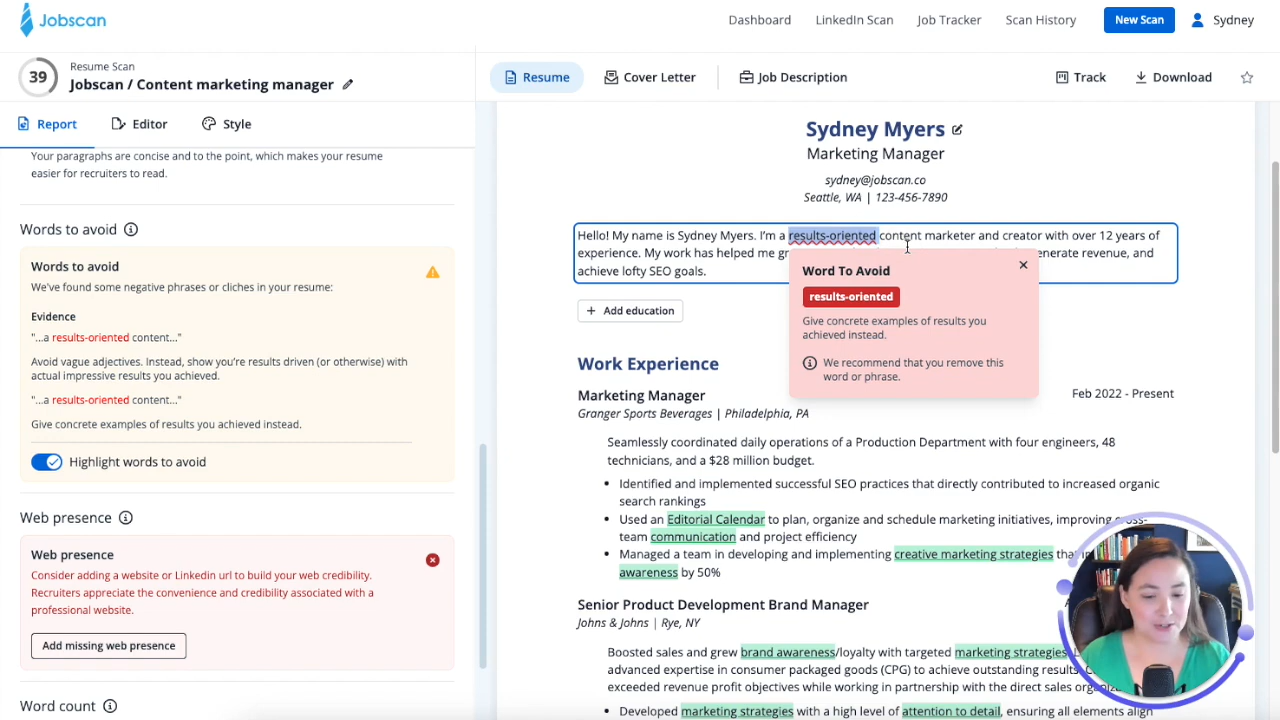 Jobscan
Dashboard
LinkedIn Scan
Job Tracker
Scan History
New Scan
Sydney
39
Resume Scan
Jobscan / Content marketing manager
Resume
Cover Letter
Job Description
Track
Download
Report
Editor
Style
Your paragraphs are concise and to the point, which makes your resume
easier for recruiters to read.
Words to avoid
Words to avoid
We've found some negative phrases or cliches in your resume:
Evidence
"...a results-oriented content..."
Avoid vague adjectives. Instead, show you're results driven (or otherwise) with
actual impressive results you achieved.
"...a results-oriented content..."
Give concrete examples of results you achieved instead.
Highlight words to avoid
Web presence
Web presence
Consider adding a website or Linkedin url to build your web credibility.
Recruiters appreciate the convenience and credibility associated with a
professional website.
Add missing web presence
Word count
Sydney Myers
Marketing Manager
sydney@jobscan.co
Seattle, WA | 123-456-7890
Hello! My name is Sydney Myers. I'm a results-oriented content marketer and creator with over 12 years of
experience. My work has helped me enerate revenue, and
achieve lofty SEO goals.
Word To Avoid
results-oriented
Give concrete examples of results you
achieved instead.
We recommend that you remove this
word or phrase.
+ Add education
Work Experience
Marketing Manager
Feb 2022 - Present
Granger Sports Beverages | Philadelphia, PA
Seamlessly coordinated daily operations of a Production Department with four engineers, 48
technicians, and a $28 million budget.
• Identified and implemented successful SEO practices that directly contributed to increased organic
search rankings
• Used an Editorial Calendar to plan, organize and schedule marketing initiatives, improving cross-
team communication and project efficiency
• Managed a team in developing and implementing creative marketing strategies
awareness by 50%
Senior Product Development Brand Manager
Johns & Johns | Rye, NY
Boosted sales and grew brand awareness/loyalty with targeted marketing strategies.
advanced expertise in consumer packaged goods (CPG) to achieve outstanding results.
exceeded revenue profit objectives while working in partnership with the direct sales
• Developed marketing strategies with a high level of attention to detail, ensuring all elements align